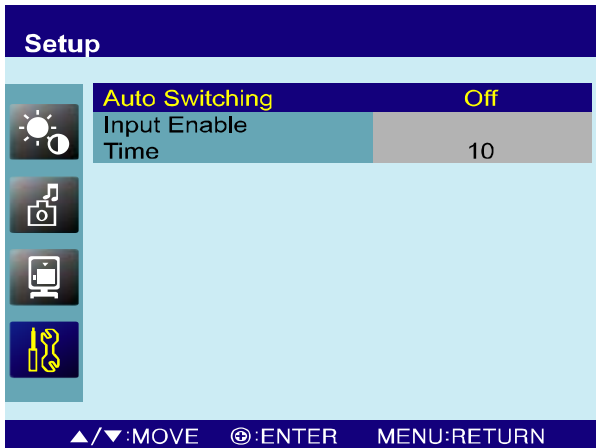 Setup
Auto Switching Off
Input Enable
Time 10
▲/▼:MOVE ⊕:ENTER MENU:RETURN